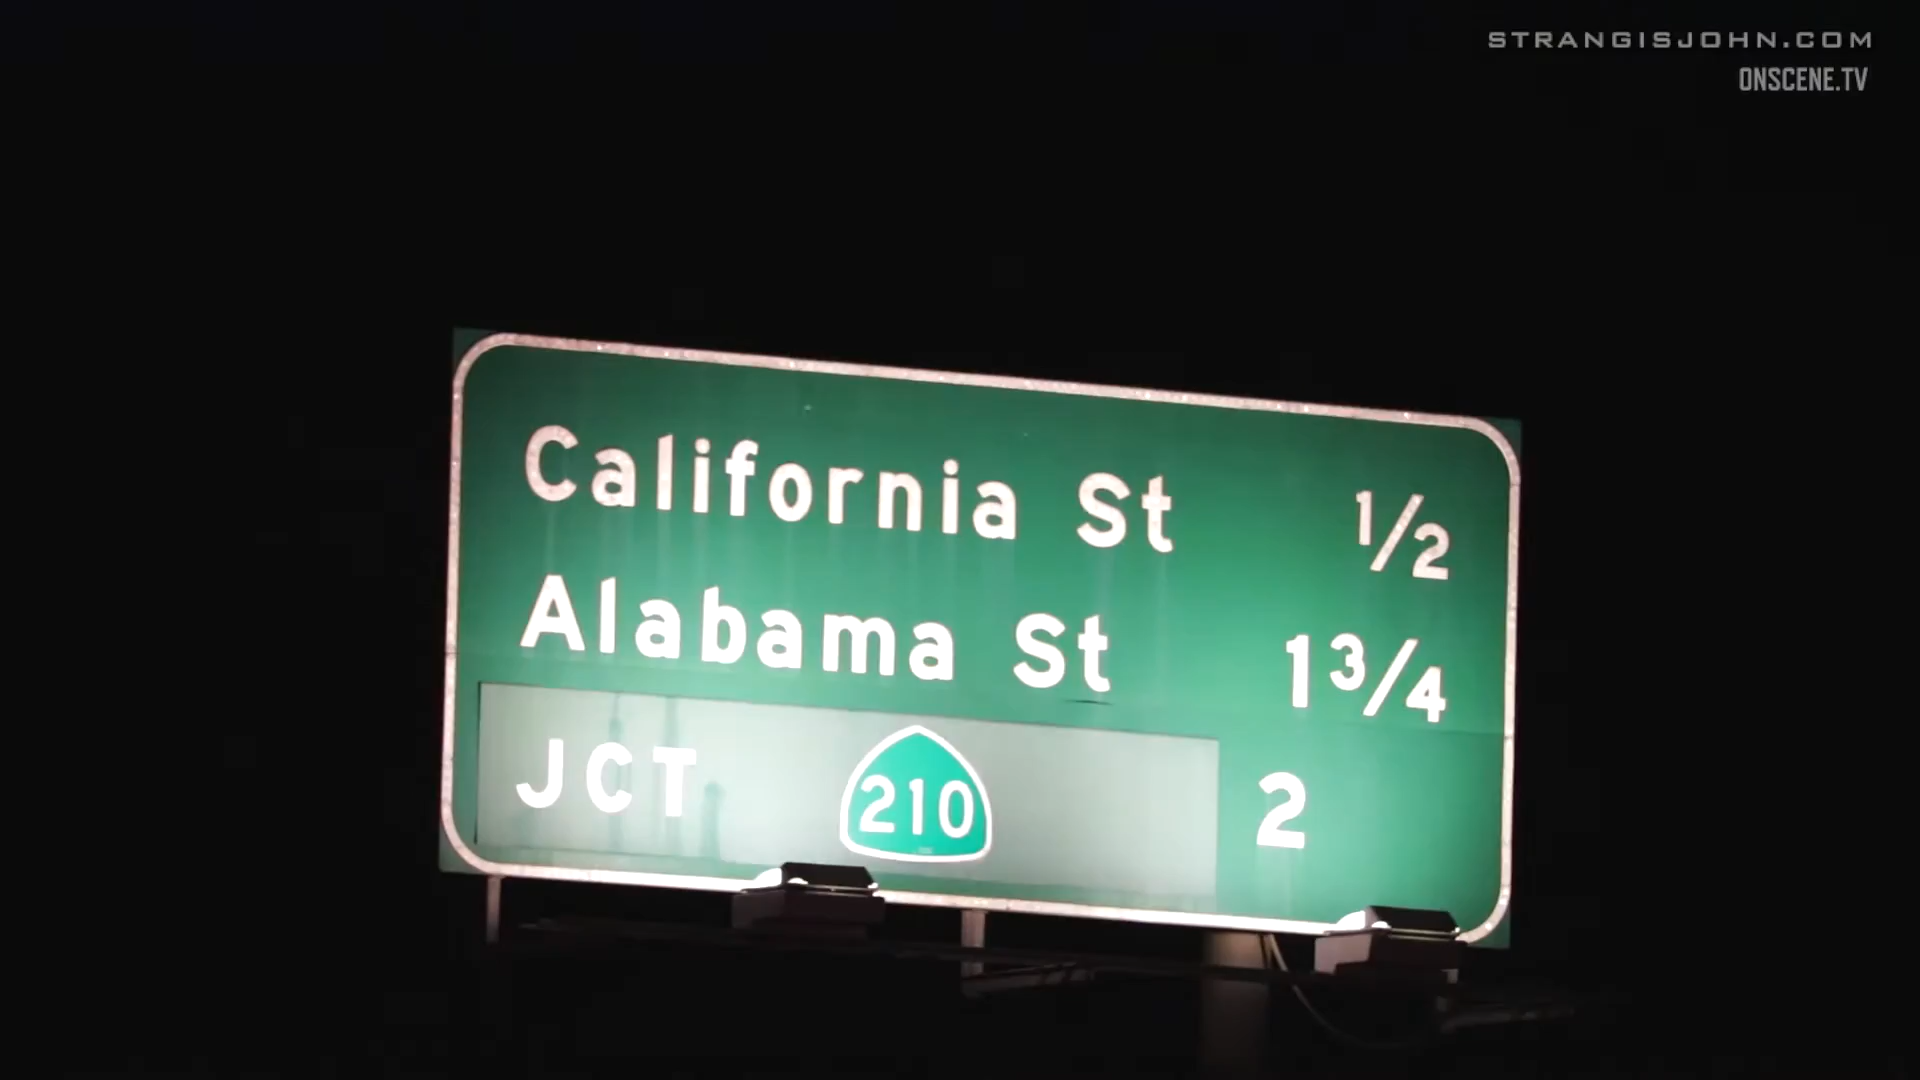 STRANGISJOHN.COM
ONSCENE.TV
California St 1/2
Alabama St 1 3/4
JCT 210 2